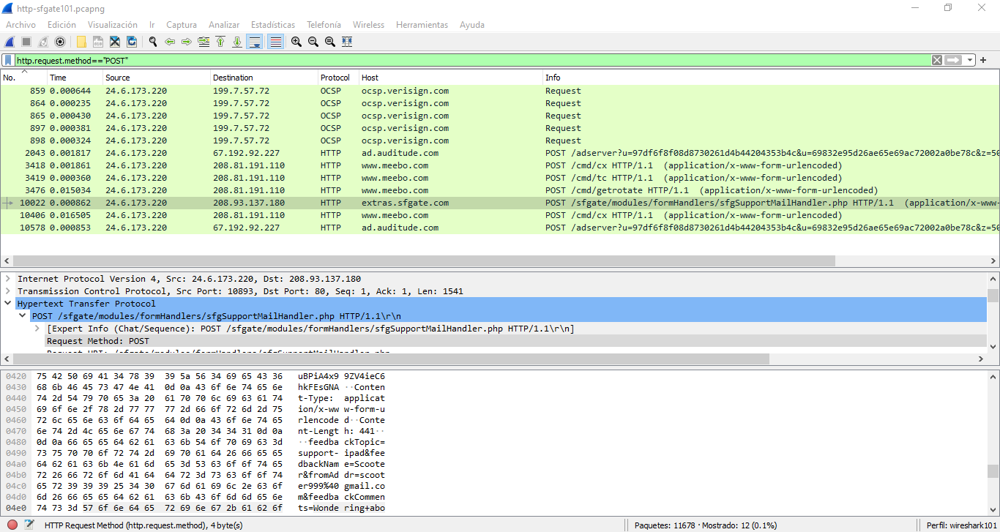 http-sfgate101.pcapng
Archivo Edición Visualización Ir Captura Analizar Estadísticas Telefonía Wireless Herramientas Ayuda
http.request.method=="POST"
No. Time Source Destination Protocol Host Info
859 0.000644 24.6.173.220 199.7.57.72 OCSP ocsp.verisign.com Request
864 0.000235 24.6.173.220 199.7.57.72 OCSP ocsp.verisign.com Request
865 0.000430 24.6.173.220 199.7.57.72 OCSP ocsp.verisign.com Request
897 0.000381 24.6.173.220 199.7.57.72 OCSP ocsp.verisign.com Request
898 0.000324 24.6.173.220 199.7.57.72 OCSP ocsp.verisign.com Request
2043 0.001817 24.6.173.220 67.192.92.227 HTTP ad.auditude.com POST /adserver?u=97df6f8f08d8730261d4b44204353b4c&u=69832e95d26ae65e69ac72002a0be78c&z=50
3418 0.001861 24.6.173.220 208.81.191.110 HTTP www.meebo.com POST /cmd/cx HTTP/1.1 (application/x-www-form-urlencoded)
3419 0.000360 24.6.173.220 208.81.191.110 HTTP www.meebo.com POST /cmd/tc HTTP/1.1 (application/x-www-form-urlencoded)
3476 0.015034 24.6.173.220 208.81.191.110 HTTP www.meebo.com POST /cmd/getrotate HTTP/1.1 (application/x-www-form-urlencoded)
10022 0.000862 24.6.173.220 208.93.137.180 HTTP extras.sfgate.com POST /sfgate/modules/formHandlers/sfgSupportMailHandler.php HTTP/1.1 (application/x-www-
10406 0.016505 24.6.173.220 208.81.191.110 HTTP www.meebo.com POST /cmd/cx HTTP/1.1 (application/x-www-form-urlencoded)
10578 0.000853 24.6.173.220 67.192.92.227 HTTP ad.auditude.com POST /adserver?u=97df6f8f08d8730261d4b44204353b4c&u=69832e95d26ae65e69ac72002a0be78c&z=50
Internet Protocol Version 4, Src: 24.6.173.220, Dst: 208.93.137.180
Transmission Control Protocol, Src Port: 10893, Dst Port: 80, Seq: 1, Ack: 1, Len: 1541
Hypertext Transfer Protocol
POST /sfgate/modules/formHandlers/sfgSupportMailHandler.php HTTP/1.1\r\n
[Expert Info (Chat/Sequence): POST /sfgate/modules/formHandlers/sfgSupportMailHandler.php HTTP/1.1\r\n]
Request Method: POST
Request URI: /sfgate/modules/formHandlers/sfgSupportMailHandler.php
0420 75 42 50 69 41 34 78 39 39 5a 56 34 69 65 43 36 uBPiA4x9 9ZV4ieC6
0430 68 6b 46 45 73 47 4e 41 0d 0a 43 6f 6e 74 65 6e hkFEsGNA ··Conten
0440 74 2d 54 79 70 65 3a 20 61 70 70 6c 69 63 61 74 t-Type: applicat
0450 69 6f 6e 2f 78 2d 77 77 77 2d 66 6f 72 6d 2d 75 ion/x-ww w-form-u
0460 72 6c 65 6e 63 6f 64 65 64 0d 0a 43 6f 6e 74 65 rlencode d··Conte
0470 6e 74 2d 4c 65 6e 67 74 68 3a 20 34 34 31 0d 0a nt-Lengt h: 441··
0480 0d 0a 66 65 65 64 62 61 63 6b 54 6f 70 69 63 3d ··feedba ckTopic=
0490 73 75 70 70 6f 72 74 2d 69 70 61 64 26 66 65 65 support- ipad&fee
04a0 64 62 61 63 6b 4e 61 6d 65 3d 53 63 6f 6f 74 65 dbackNam e=Scoote
04b0 72 26 66 72 6f 6d 41 64 64 72 3d 73 63 6f 6f 74 r&fromAd dr=scoot
04c0 65 72 39 39 39 25 34 30 67 6d 61 69 6c 2e 63 6f er999%40 gmail.co
04d0 6d 26 66 65 65 64 62 61 63 6b 43 6f 6d 6d 65 6e m&feedba ckCommen
04e0 74 73 3d 57 6f 6e 64 65 72 69 6e 67 2b 61 62 6f ts=Wonde ring+abo
HTTP Request Method (http.request.method), 4 byte(s) Paquetes: 11678 · Mostrado: 12 (0.1%) Perfil: wireshark101